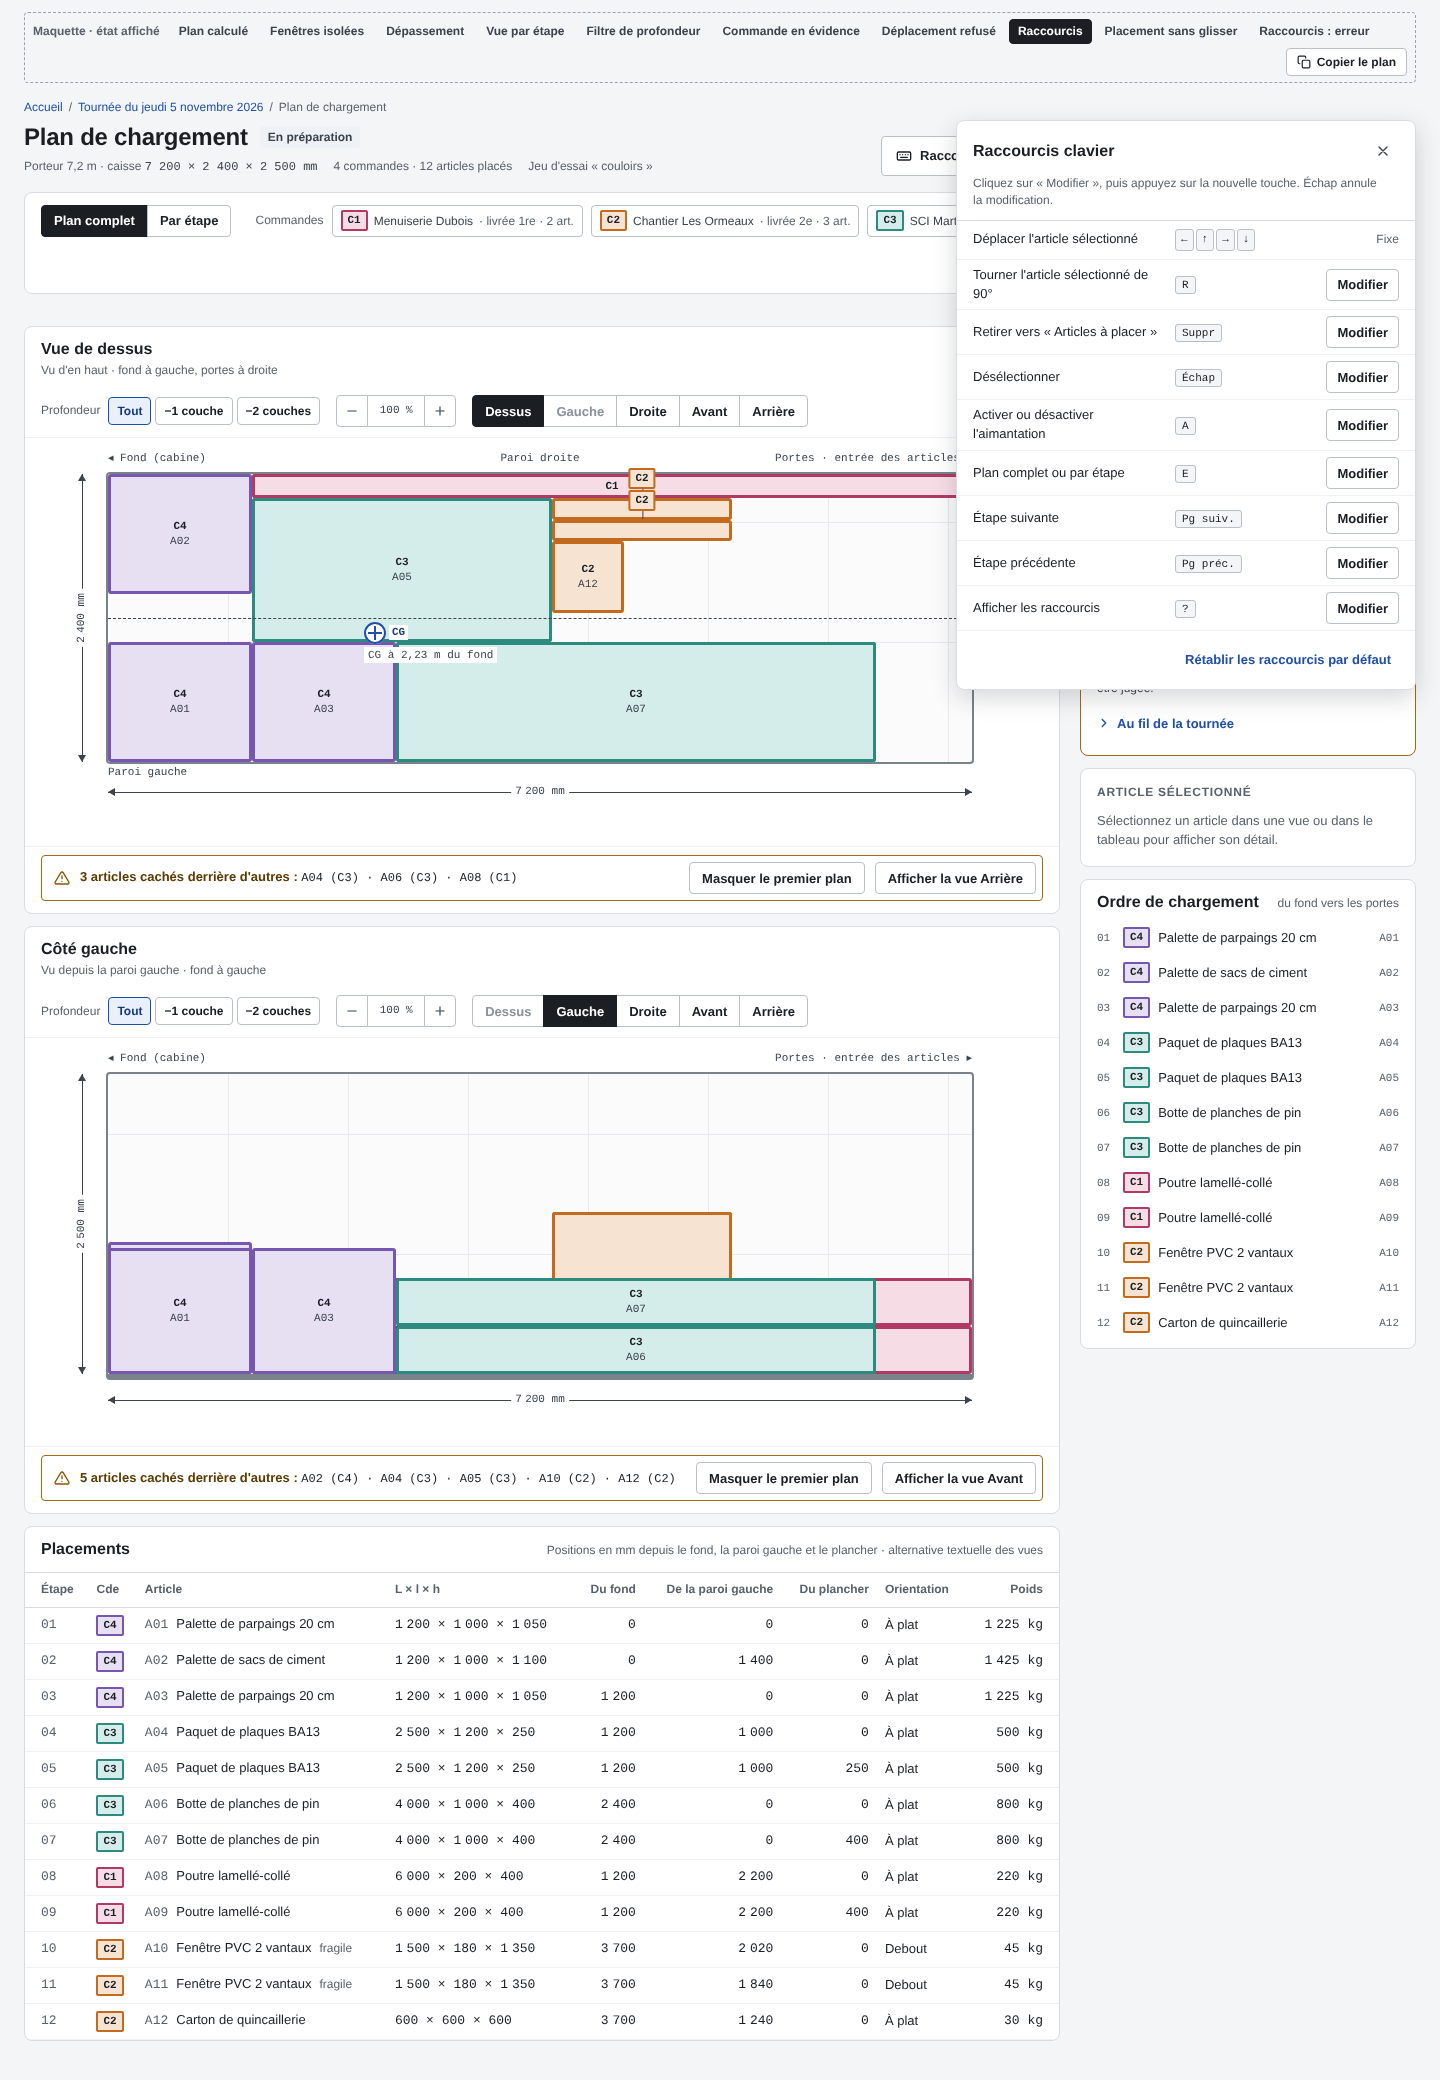 Maquette · état affiché Plan calculé Fenêtres isolées Dépassement Vue par étape Filtre de profondeur Commande en évidence Déplacement refusé Raccourcis Placement sans glisser Raccourcis : erreur
Copier le plan
Accueil / Tournée du jeudi 5 novembre 2026 / Plan de chargement
Plan de chargement En préparation
Porteur 7,2 m · caisse 7 200 × 2 400 × 2 500 mm 4 commandes · 12 articles placés Jeu d'essai « couloirs »
Plan complet Par étape Commandes C1 Menuiserie Dubois · livrée 1re · 2 art. C2 Chantier Les Ormeaux · livrée 2e · 3 art. C3 SCI
Raccourcis clavier
Cliquez sur « Modifier », puis appuyez sur la nouvelle touche. Échap annule
la modification.
Déplacer l'article sélectionné ← ↑ → ↓ Fixe
Tourner l'article sélectionné de
90° R Modifier
Retirer vers « Articles à placer » Suppr Modifier
Désélectionner Échap Modifier
Activer ou désactiver
l'aimantation A Modifier
Plan complet ou par étape E Modifier
Étape suivante Pg suiv. Modifier
Étape précédente Pg préc. Modifier
Afficher les raccourcis ? Modifier
Rétablir les raccourcis par défaut
Vue de dessus
Vu d'en haut · fond à gauche, portes à droite
Profondeur Tout −1 couche −2 couches − 100 % + Dessus Gauche Droite Avant Arrière
◄ Fond (cabine) Paroi droite Portes · entrée des articles
C4
A02
C1
C2
C2
C3
A05
C2
A12
2 400 mm
CG
CG à 2,23 m du fond
C4
A01
C4
A03
C3
A07
Paroi gauche
7 200 mm
3 articles cachés derrière d'autres : A04 (C3) · A06 (C3) · A08 (C1) Masquer le premier plan Afficher la vue Arrière
Côté gauche
Vu depuis la paroi gauche · fond à gauche
Profondeur Tout −1 couche −2 couches − 100 % + Dessus Gauche Droite Avant Arrière
◄ Fond (cabine) Portes · entrée des articles ►
2 500 mm
C4
A01
C4
A03
C3
A07
C3
A06
7 200 mm
5 articles cachés derrière d'autres : A02 (C4) · A04 (C3) · A05 (C3) · A10 (C2) · A12 (C2) Masquer le premier plan Afficher la vue Avant
Au fil de la tournée
ARTICLE SÉLECTIONNÉ
Sélectionnez un article dans une vue ou dans le
tableau pour afficher son détail.
Ordre de chargement du fond vers les portes
01 C4 Palette de parpaings 20 cm A01
02 C4 Palette de sacs de ciment A02
03 C4 Palette de parpaings 20 cm A03
04 C3 Paquet de plaques BA13 A04
05 C3 Paquet de plaques BA13 A05
06 C3 Botte de planches de pin A06
07 C3 Botte de planches de pin A07
08 C1 Poutre lamellé-collé A08
09 C1 Poutre lamellé-collé A09
10 C2 Fenêtre PVC 2 vantaux A10
11 C2 Fenêtre PVC 2 vantaux A11
12 C2 Carton de quincaillerie A12
Placements Positions en mm depuis le fond, la paroi gauche et le plancher · alternative textuelle des vues
Étape Cde Article L × l × h Du fond De la paroi gauche Du plancher Orientation Poids
01 C4 A01 Palette de parpaings 20 cm 1 200 × 1 000 × 1 050 0 0 0 À plat 1 225 kg
02 C4 A02 Palette de sacs de ciment 1 200 × 1 000 × 1 100 0 1 400 0 À plat 1 425 kg
03 C4 A03 Palette de parpaings 20 cm 1 200 × 1 000 × 1 050 1 200 0 0 À plat 1 225 kg
04 C3 A04 Paquet de plaques BA13 2 500 × 1 200 × 250 1 200 1 000 0 À plat 500 kg
05 C3 A05 Paquet de plaques BA13 2 500 × 1 200 × 250 1 200 1 000 250 À plat 500 kg
06 C3 A06 Botte de planches de pin 4 000 × 1 000 × 400 2 400 0 0 À plat 800 kg
07 C3 A07 Botte de planches de pin 4 000 × 1 000 × 400 2 400 0 400 À plat 800 kg
08 C1 A08 Poutre lamellé-collé 6 000 × 200 × 400 1 200 2 200 0 À plat 220 kg
09 C1 A09 Poutre lamellé-collé 6 000 × 200 × 400 1 200 2 200 400 À plat 220 kg
10 C2 A10 Fenêtre PVC 2 vantaux fragile 1 500 × 180 × 1 350 3 700 2 020 0 Debout 45 kg
11 C2 A11 Fenêtre PVC 2 vantaux fragile 1 500 × 180 × 1 350 3 700 1 840 0 Debout 45 kg
12 C2 A12 Carton de quincaillerie 600 × 600 × 600 3 700 1 240 0 À plat 30 kg